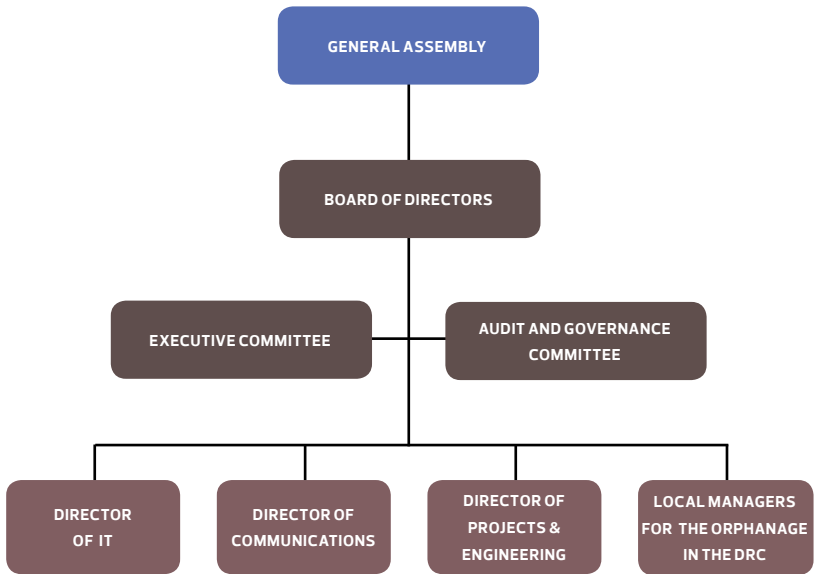 GENERAL ASSEMBLY
BOARD OF DIRECTORS
EXECUTIVE COMMITTEE
AUDIT AND GOVERNANCE
COMMITTEE
DIRECTOR
OF IT
DIRECTOR OF
COMMUNICATIONS
DIRECTOR OF
PROJECTS &
ENGINEERING
LOCAL MANAGERS
FOR THE ORPHANAGE
IN THE DRC